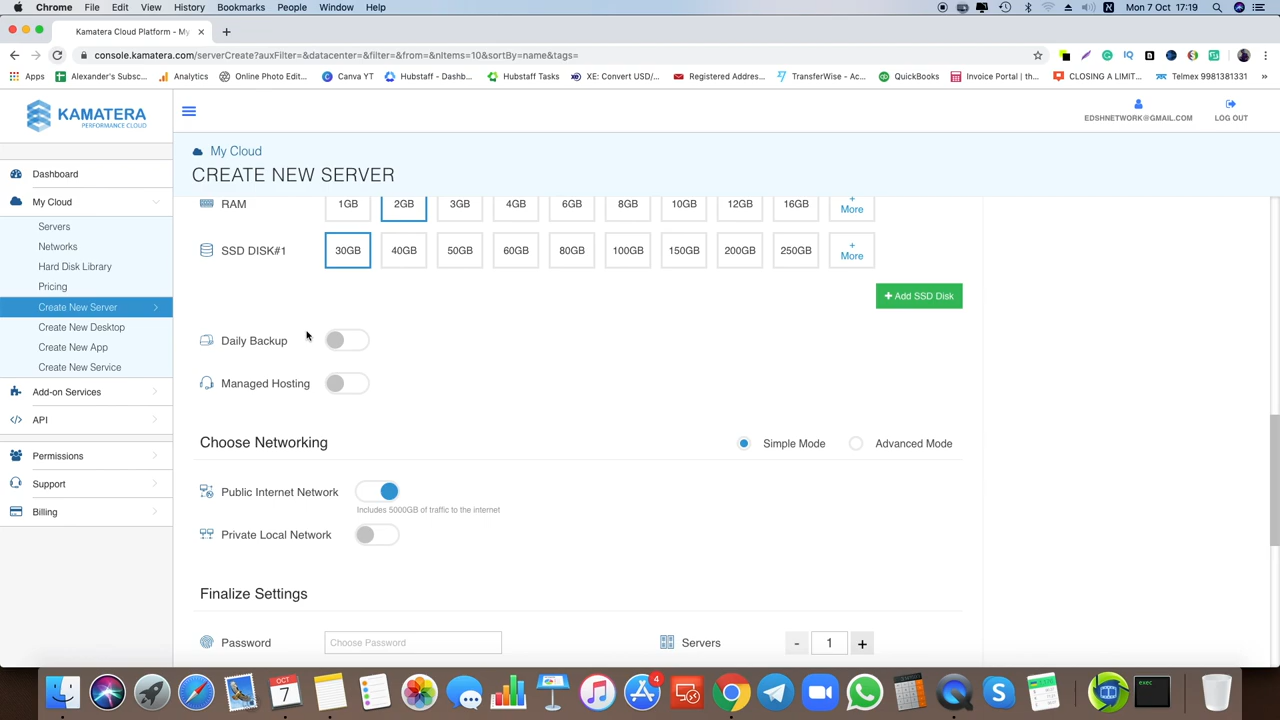 Chrome File Edit View History Bookmarks People Window Help
Mon 7 Oct 17:19
Kamatera Cloud Platform - My
console.kamatera.com/serverCreate?auxFilter=&datacenter=&filter=&from=&nItems=10&sortBy=name&tags=
Apps Alexander's Subsc... Analytics Online Photo Edit... Canva YT Hubstaff - Dashb... Hubstaff Tasks XE: Convert USD/... Registered Addres... TransferWise - Ac... QuickBooks Invoice Portal | th... CLOSING A LIMIT... Telmex 9981381331 »
KAMATERA
PERFORMANCE CLOUD
EDSHNETWORK@GMAIL.COM LOG OUT
My Cloud
CREATE NEW SERVER
Dashboard
My Cloud
Servers
Networks
Hard Disk Library
Pricing
Create New Server
Create New Desktop
Create New App
Create New Service
Add-on Services
API
Permissions
Support
Billing
RAM 1GB 2GB 3GB 4GB 6GB 8GB 10GB 12GB 16GB + More
SSD DISK#1 30GB 40GB 50GB 60GB 80GB 100GB 150GB 200GB 250GB + More
+ Add SSD Disk
Daily Backup
Managed Hosting
Choose Networking Simple Mode Advanced Mode
Public Internet Network
Includes 5000GB of traffic to the internet
Private Local Network
Finalize Settings
Password Choose Password Servers - 1 +
OCT
7
4
exec